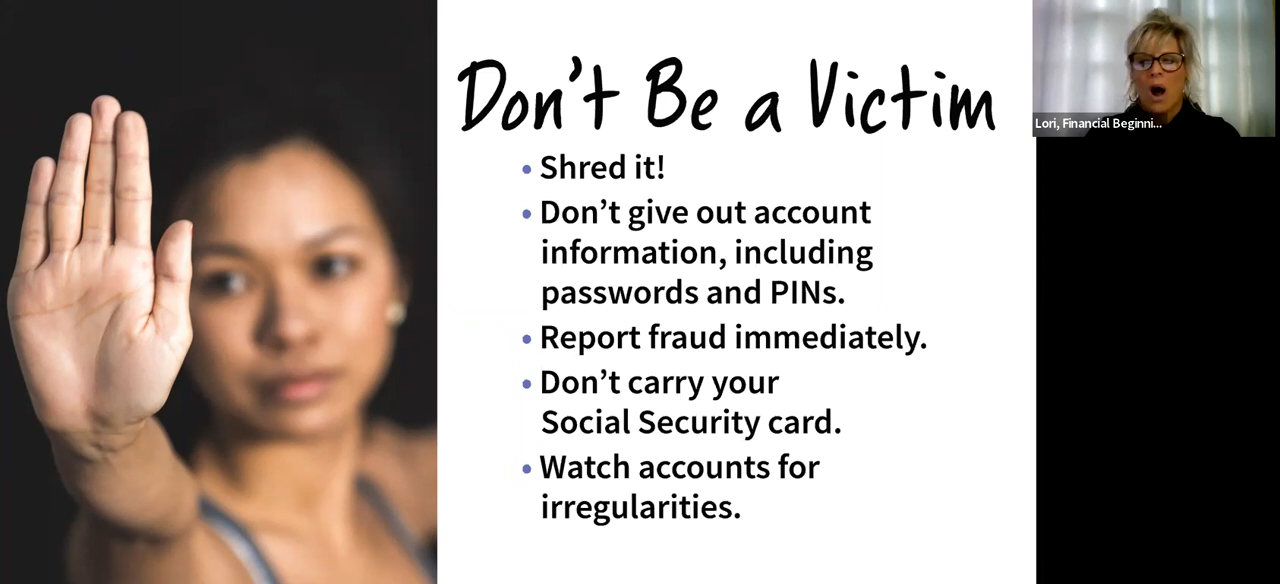 Don't Be a Victim
• Shred it!
• Don't give out account
information, including
passwords and PINs.
• Report fraud immediately.
• Don't carry your
Social Security card.
• Watch accounts for
irregularities.
Lori, Financial Beginni...